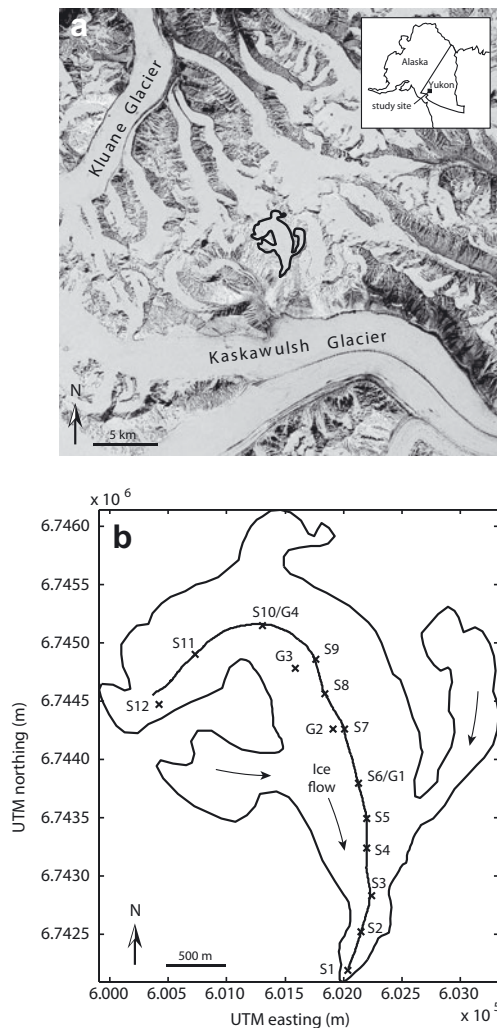 a
Kluane Glacier
Alaska
Yukon
study site
Kaskawulsh Glacier
N
5 km
x 10 6
b
6.7460
6.7455
6.7450
6.7445
6.7440
6.7435
6.7430
6.7425
UTM northing (m)
S10/G4
S11
S9
G3
S8
S12
G2
S7
Ice
flow
S6/G1
S5
S4
S3
S2
S1
N
500 m
6.000
6.005
6.010
6.015
6.020
6.025
6.030
UTM easting (m)
x 10 5